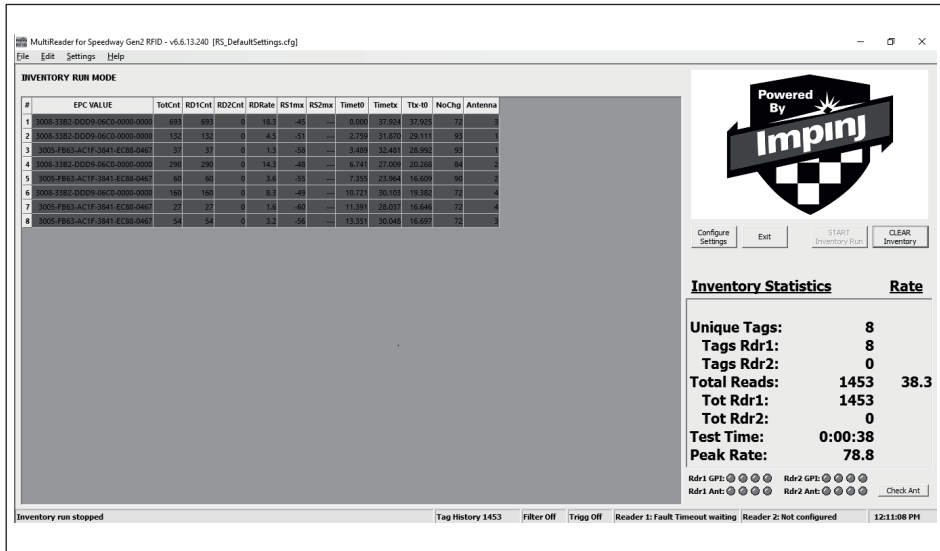 MultiReader for Speedway Gen2 RFID - v6.6.13.240 [RS_DefaultSettings.cfg]
File Edit Settings Help
INVENTORY RUN MODE
# EPC VALUE TotCnt RD1Cnt RD2Cnt RDRate RS1mx RS2mx Timet0 Timetx Ttx-t0 NoChg Antenna
1 3008-33B2-DDD9-06C0-0000-0000 693 693 0 18.3 -45 --- 0.000 37.924 37.925 72 3
2 3008-33B2-DDD9-06C0-0000-0000 132 132 0 4.5 -51 --- 2.759 31.870 29.111 93 1
3 3005-FB63-AC1F-3841-EC88-0467 37 37 0 1.3 -58 --- 3.489 32.481 28.992 93 1
4 3008-33B2-DDD9-06C0-0000-0000 290 290 0 14.3 -48 --- 6.741 27.009 20.268 84 2
5 3005-FB63-AC1F-3841-EC88-0467 60 60 0 3.6 -55 --- 7.355 23.964 16.609 90 2
6 3008-33B2-DDD9-06C0-0000-0000 160 160 0 8.3 -49 --- 10.721 30.103 19.382 72 4
7 3005-FB63-AC1F-3841-EC88-0467 27 27 0 1.6 -60 --- 11.391 28.037 16.646 72 4
8 3005-FB63-AC1F-3841-EC88-0467 54 54 0 3.2 -56 --- 13.351 30.048 16.697 72 3
Powered
By
Impinj
Configure Settings Exit START Inventory Run CLEAR Inventory
Inventory Statistics Rate
Unique Tags: 8
Tags Rdr1: 8
Tags Rdr2: 0
Total Reads: 1453 38.3
Tot Rdr1: 1453
Tot Rdr2: 0
Test Time: 0:00:38
Peak Rate: 78.8
Rdr1 GPI: Rdr2 GPI:
Rdr1 Ant: Rdr2 Ant: Check Ant
Inventory run stopped Tag History 1453 Filter Off Trigg Off Reader 1: Fault Timeout waiting Reader 2: Not configured 12:11:08 PM